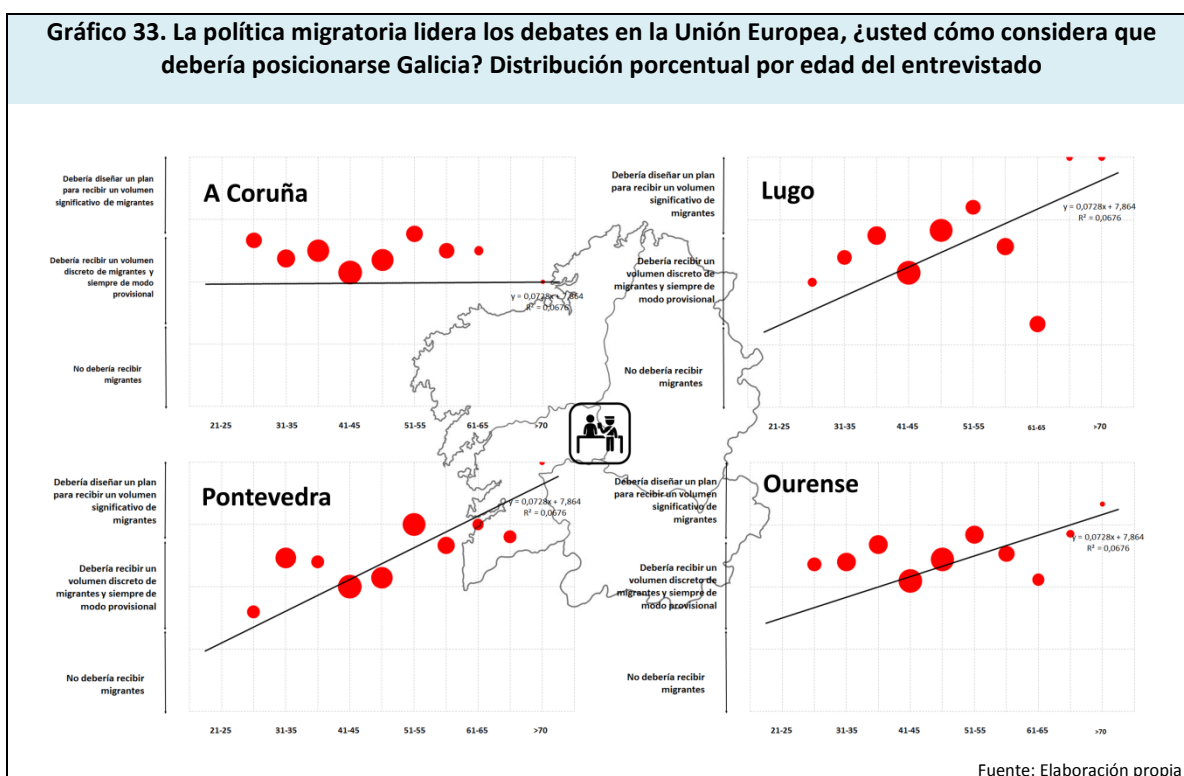 Gráfico 33. La política migratoria lidera los debates en la Unión Europea, ¿usted cómo considera que
debería posicionarse Galicia? Distribución porcentual por edad del entrevistado
Debería diseñar un plan
para recibir un volumen
significativo de migrantes
Debería recibir un volumen
discreto de migrantes y
siempre de modo
provisional
No debería recibir
migrantes
A Coruña
y = 0,0728x + 7,864
R² = 0,0676
21-25
31-35
41-45
51-55
61-65
>70
Debería diseñar un plan
para recibir un volumen
significativo de
migrantes
Debería recibir un
volumen discreto de
migrantes y siempre de
modo provisional
No debería recibir
migrantes
Lugo
y = 0,0728x + 7,864
R² = 0,0676
21-25
31-35
41-45
51-55
61-65
>70
Debería diseñar un plan
para recibir un volumen
significativo de
migrantes
Debería recibir un
volumen discreto de
migrantes y siempre de
modo provisional
No debería recibir
migrantes
Pontevedra
y = 0,0728x + 7,864
R² = 0,0676
21-25
31-35
41-45
51-55
61-65
>70
Debería diseñar un plan
para recibir un volumen
significativo de
migrantes
Debería recibir un
volumen discreto de
migrantes y siempre de
modo provisional
No debería recibir
migrantes
Ourense
y = 0,0728x + 7,864
R² = 0,0676
21-25
31-35
41-45
51-55
61-65
>70
Fuente: Elaboración propia